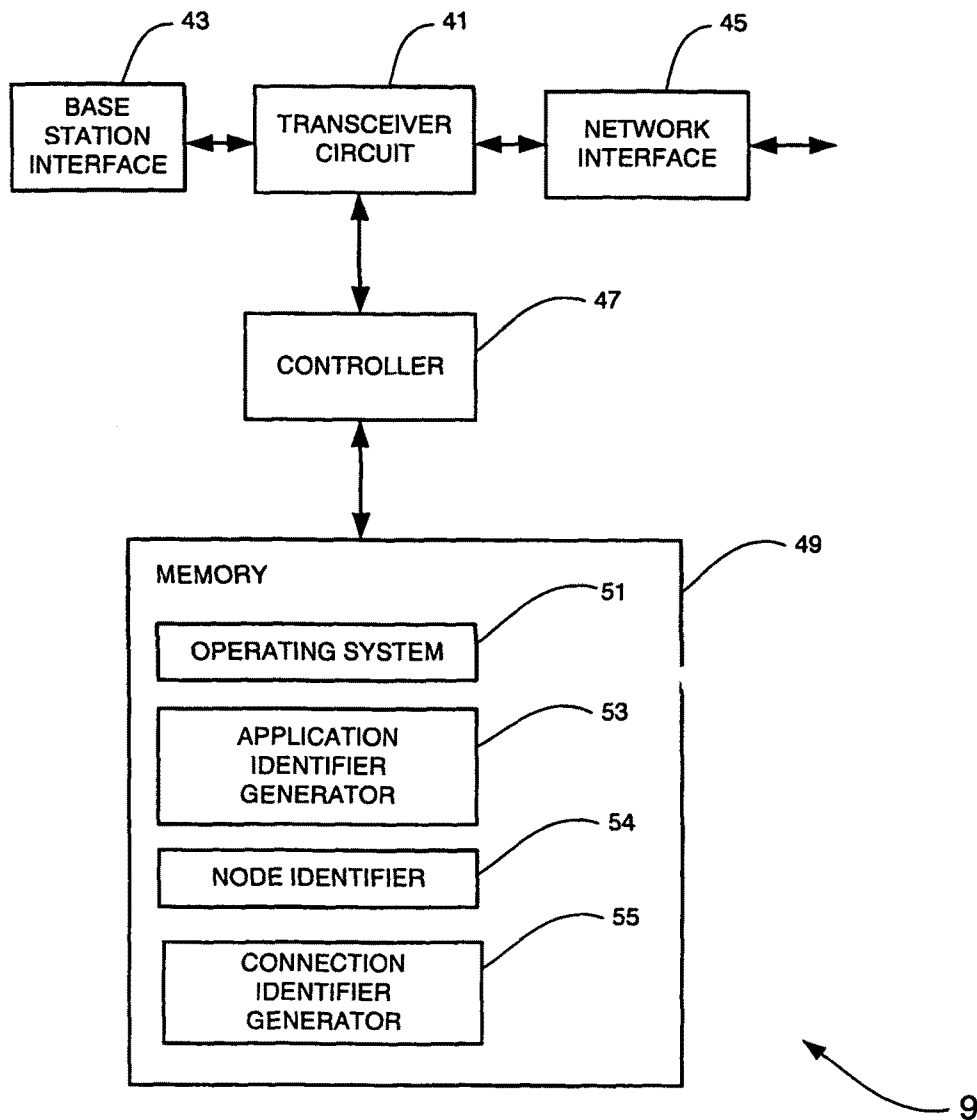 43
41
45
BASE
STATION
INTERFACE
TRANSCEIVER
CIRCUIT
NETWORK
INTERFACE
47
CONTROLLER
49
MEMORY
51
OPERATING SYSTEM
53
APPLICATION
IDENTIFIER
GENERATOR
54
NODE IDENTIFIER
55
CONNECTION
IDENTIFIER
GENERATOR
9